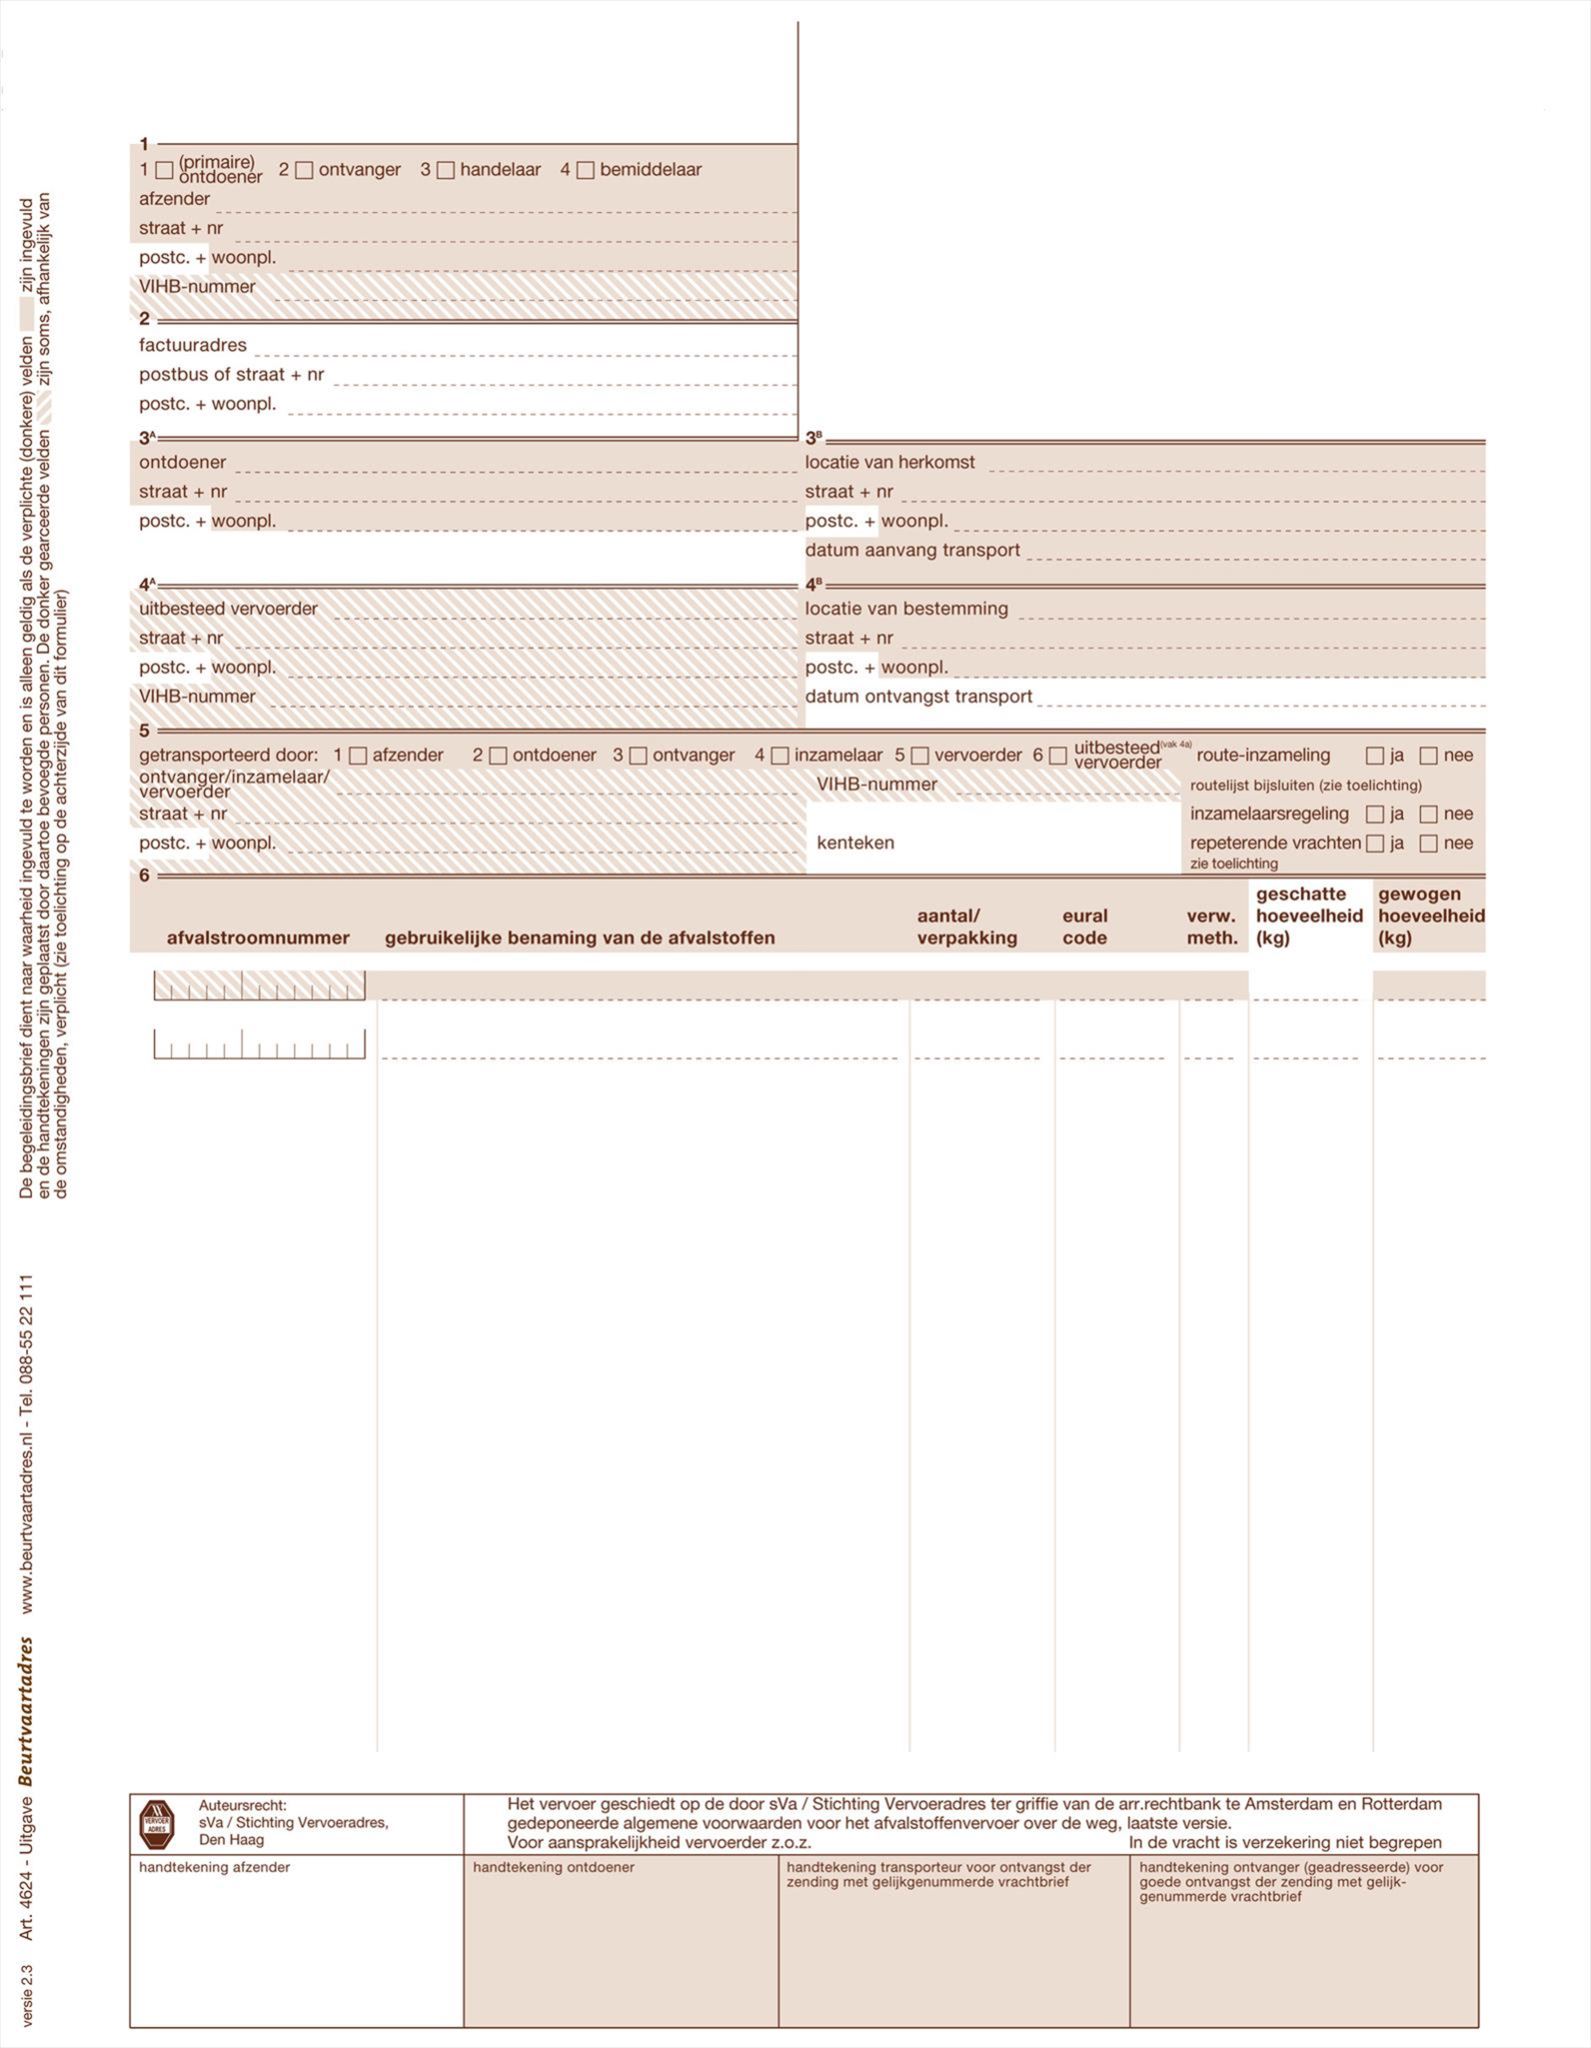 1
1 (primaire) ontdoener 2 ontvanger 3 handelaar 4 bemiddelaar
afzender
straat + nr
postc. + woonpl.
VIHB-nummer
2
factuuradres
postbus of straat + nr
postc. + woonpl.
3A
ontdoener
straat + nr
postc. + woonpl.
3B
locatie van herkomst
straat + nr
postc. + woonpl.
datum aanvang transport
4A
uitbesteed vervoerder
straat + nr
postc. + woonpl.
VIHB-nummer
4B
locatie van bestemming
straat + nr
postc. + woonpl.
datum ontvangst transport
5
getransporteerd door: 1 afzender 2 ontdoener 3 ontvanger 4 inzamelaar 5 vervoerder 6 uitbesteed (vak 4a) vervoerder
ontvanger/inzamelaar/
vervoerder
straat + nr
postc. + woonpl.
VIHB-nummer
kenteken
route-inzameling ja nee
routelijst bijsluiten (zie toelichting)
inzamelaarsregeling ja nee
repeterende vrachten ja nee
zie toelichting
6
afvalstroomnummer
gebruikelijke benaming van de afvalstoffen
aantal/
verpakking
eural
code
verw.
meth.
geschatte
hoeveelheid
(kg)
gewogen
hoeveelheid
(kg)
VERVOER
ADRES
Auteursrecht:
sVa / Stichting Vervoeradres,
Den Haag
Het vervoer geschiedt op de door sVa / Stichting Vervoeradres ter griffie van de arr.rechtbank te Amsterdam en Rotterdam
gedeponeerde algemene voorwaarden voor het afvalstoffenvervoer over de weg, laatste versie.
Voor aansprakelijkheid vervoerder z.o.z. In de vracht is verzekering niet begrepen
handtekening afzender
handtekening ontdoener
handtekening transporteur voor ontvangst der
zending met gelijkgenummerde vrachtbrief
handtekening ontvanger (geadresseerde) voor
goede ontvangst der zending met gelijk-
genummerde vrachtbrief
De begeleidingsbrief dient naar waarheid ingevuld te worden en is alleen geldig als de verplichte (donkere) velden zijn ingevuld
en de handtekeningen zijn geplaatst door daartoe bevoegde personen. De donker gearceerde velden zijn soms, afhankelijk van
de omstandigheden, verplicht (zie toelichting op de achterzijde van dit formulier)
versie 2.3 Art. 4624 - Uitgave Beurtvaartadres www.beurtvaartadres.nl - Tel. 088-55 22 111